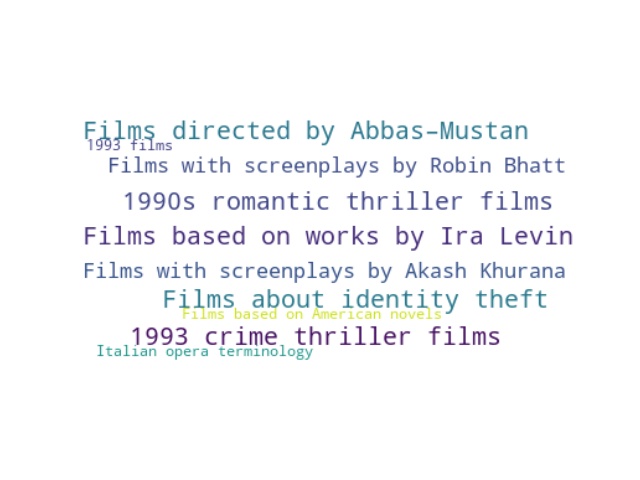 Films directed by Abbas–Mustan
1993 films
Films with screenplays by Robin Bhatt
1990s romantic thriller films
Films based on works by Ira Levin
Films with screenplays by Akash Khurana
Films about identity theft
Films based on American novels
1993 crime thriller films
Italian opera terminology